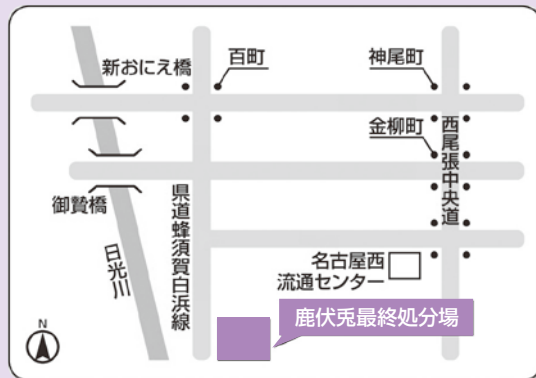 新おにえ橋
百町
神尾町
金柳町
西尾張中央道
御贄橋
県道蜂須賀白浜線
日光川
名古屋西
流通センター
鹿伏兎最終処分場
N